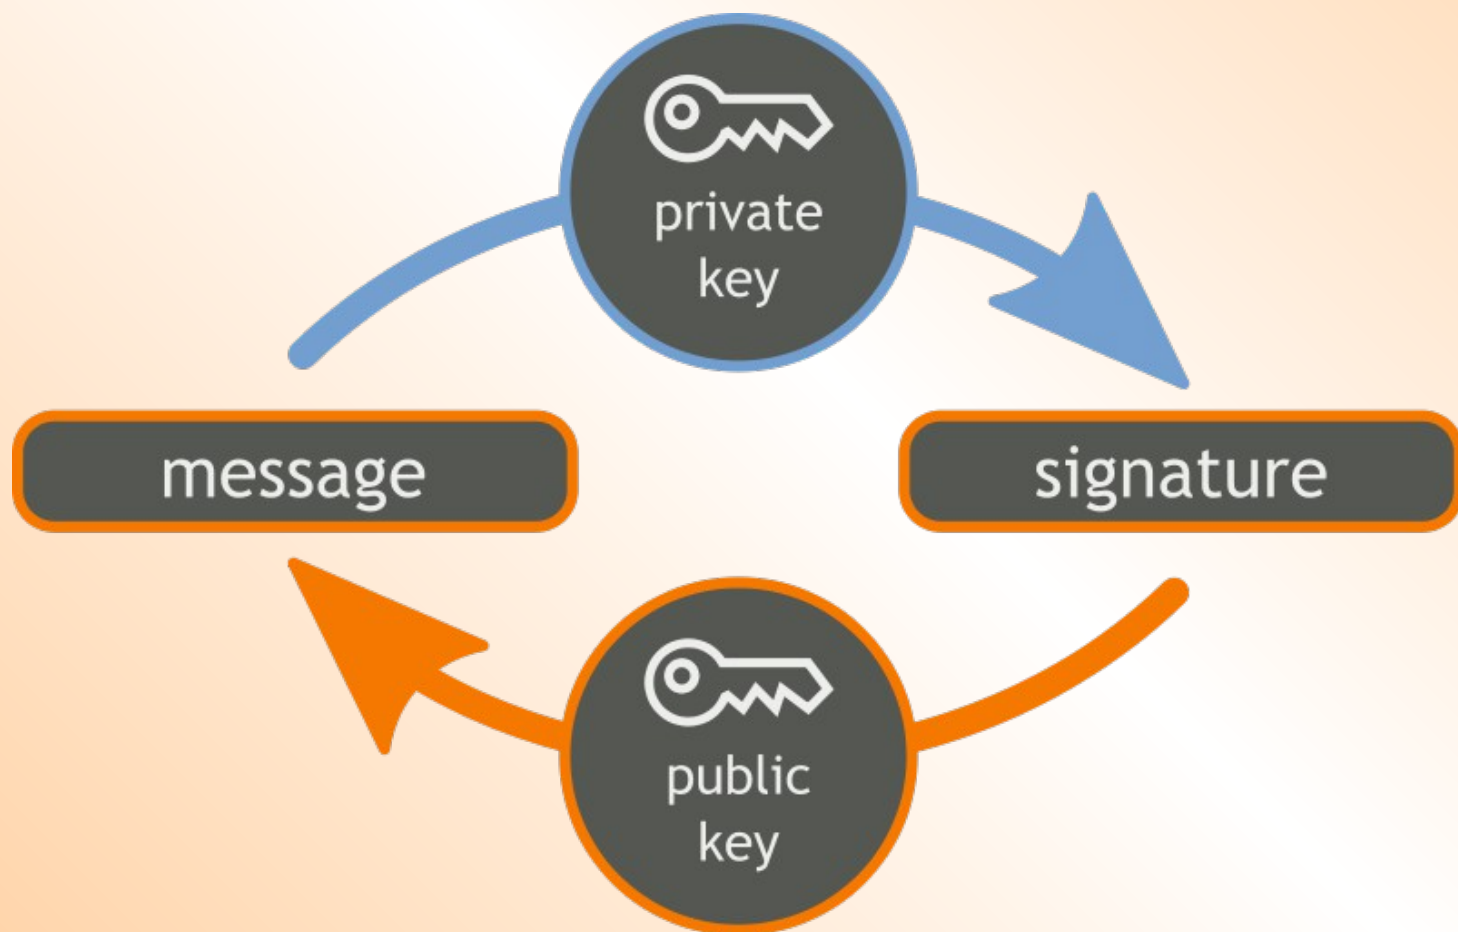 private
key
message
signature
public
key